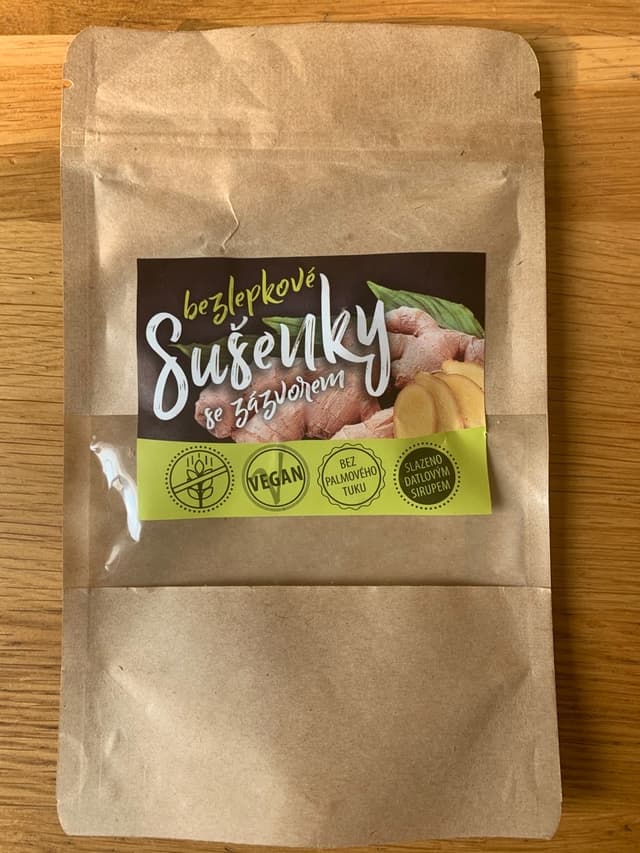 bezlepkové
Sušenky
se zázvorem
VEGAN
BEZ
PALMOVÉHO
TUKU
SLAZENO
DATLOVÝM
SIRUPEM